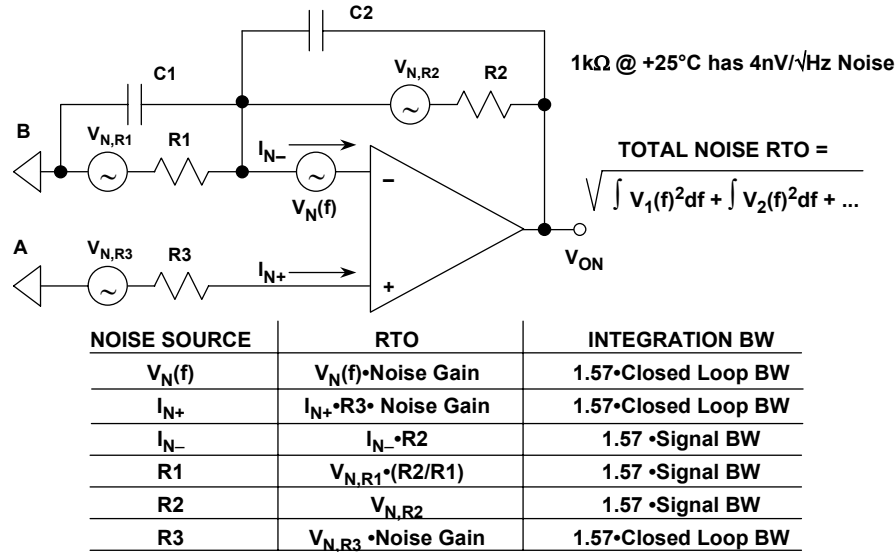 C2
C1
V_N,R2
R2
1kΩ @ +25°C has 4nV/√Hz Noise
B
V_N,R1
R1
I_N–
–
V_N(f)
TOTAL NOISE RTO =
√ ∫ V_1(f)^2df + ∫ V_2(f)^2df + ...
A
V_N,R3
R3
I_N+
+
V_ON
NOISE SOURCE RTO INTEGRATION BW
V_N(f) V_N(f)•Noise Gain 1.57•Closed Loop BW
I_N+ I_N+•R3• Noise Gain 1.57•Closed Loop BW
I_N– I_N–•R2 1.57 •Signal BW
R1 V_N,R1•(R2/R1) 1.57 •Signal BW
R2 V_N,R2 1.57 •Signal BW
R3 V_N,R3 •Noise Gain 1.57•Closed Loop BW